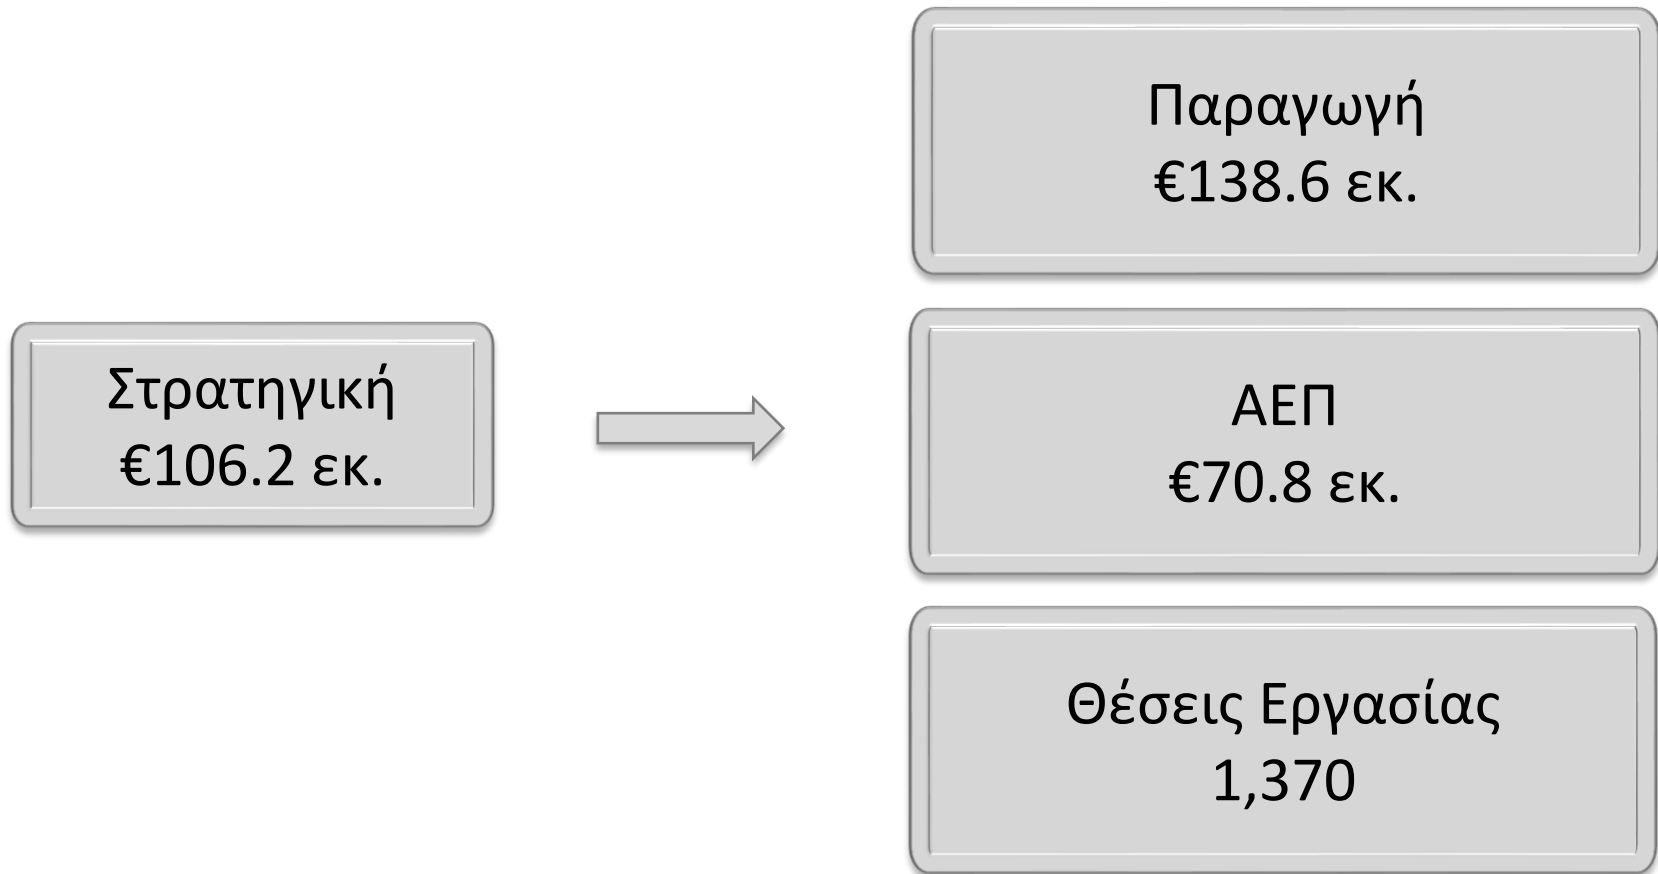 Στρατηγική
€106.2 εκ.
Παραγωγή
€138.6 εκ.
ΑΕΠ
€70.8 εκ.
Θέσεις Εργασίας
1,370